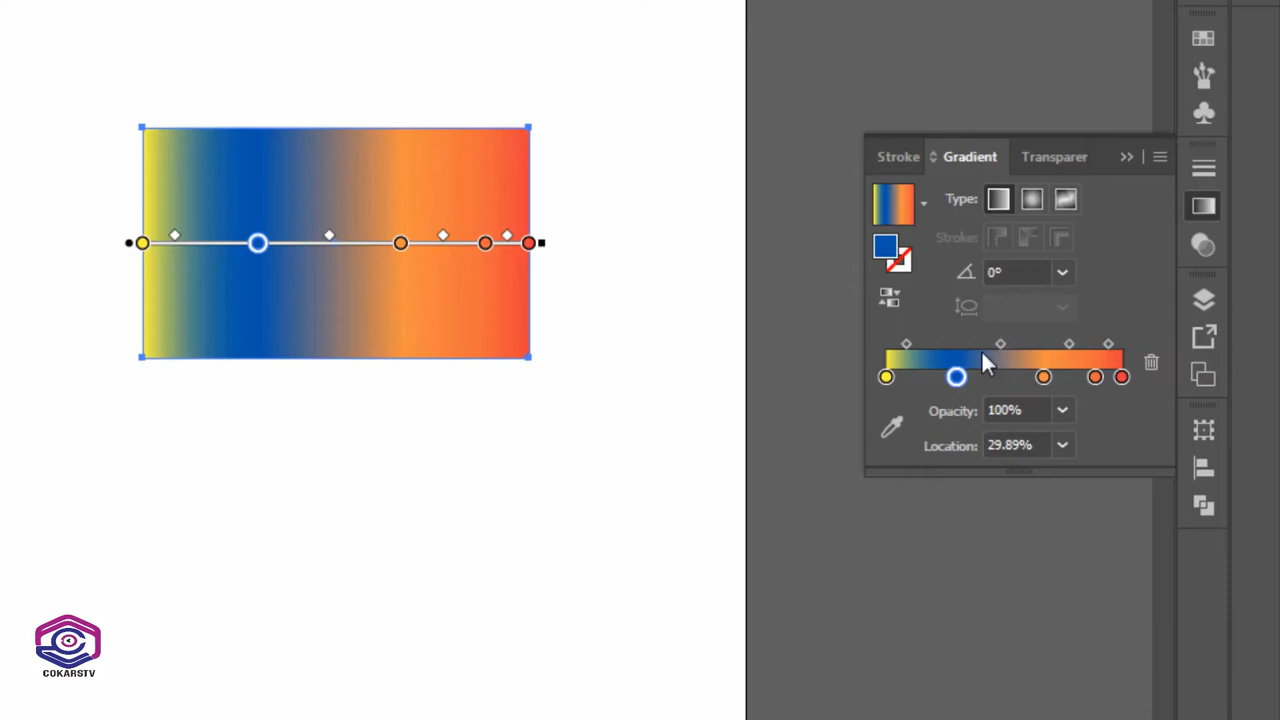 Stroke
Gradient
Transparer
Type:
Stroke:
0°
Opacity: 100%
Location: 29.89%
COKARSTV